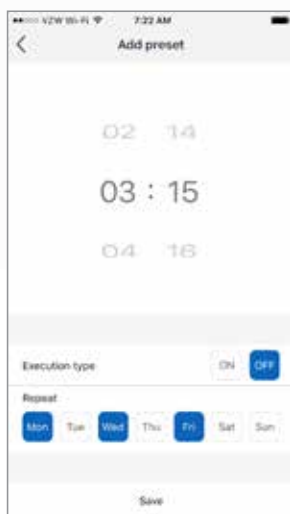 VZW Wi-Fi 7:22 AM
Add preset
02 14
03 : 15
04 16
Execution type ON OFF
Repeat
Mon Tue Wed Thu Fri Sat Sun
Save